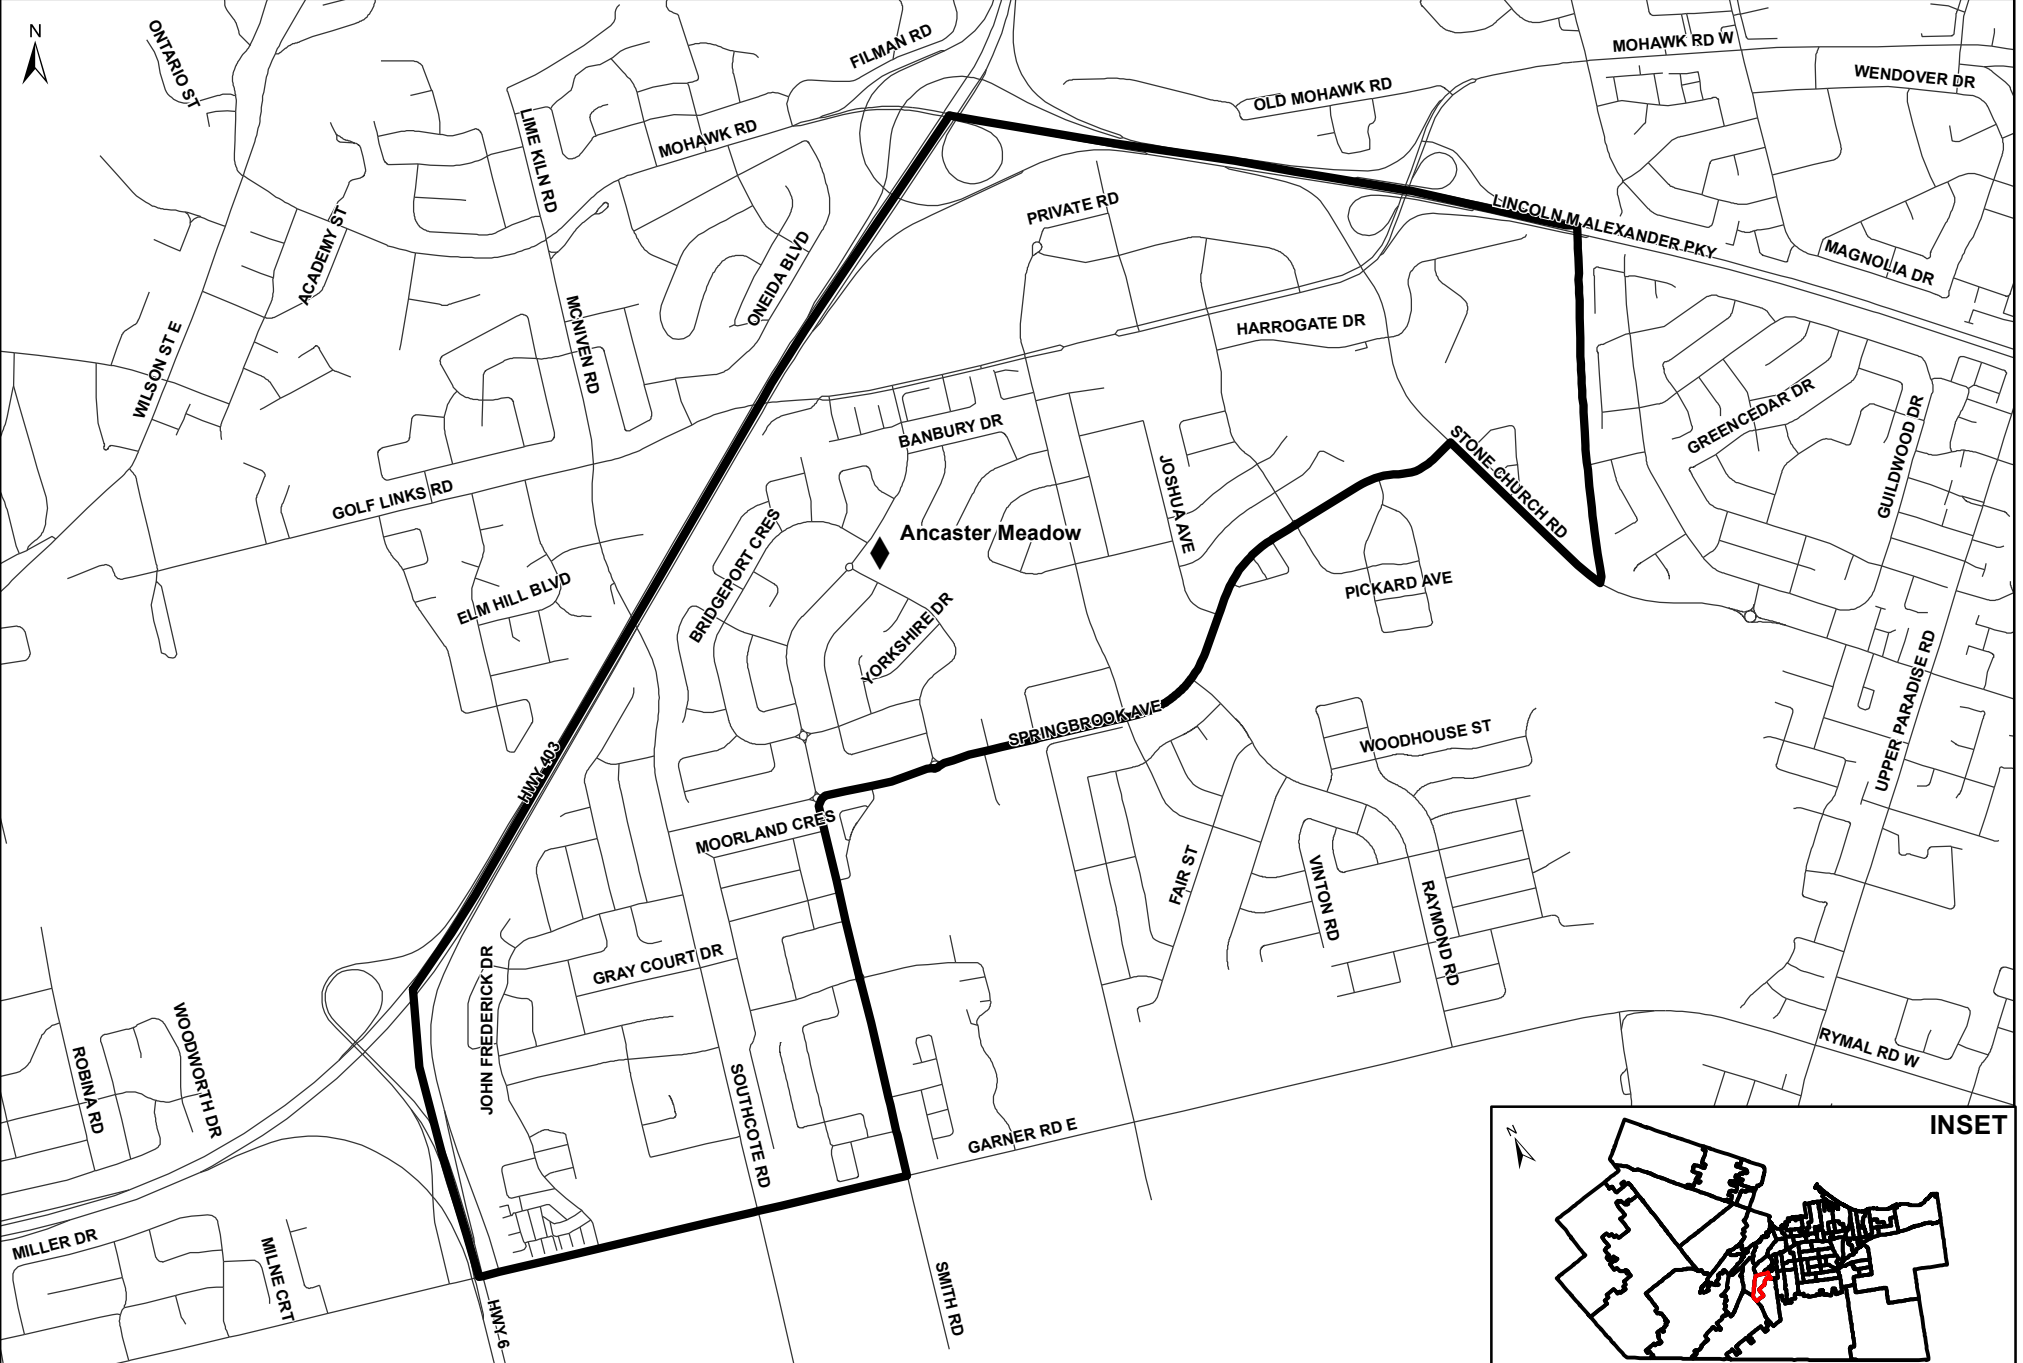 N
ONTARIO ST
FILMAN RD
MOHAWK RD W
WENDOVER DR
OLD MOHAWK RD
LIME KILN RD
MOHAWK RD
PRIVATE RD
LINCOLN M ALEXANDER PKY
MAGNOLIA DR
ACADEMY ST
ONEIDA BLVD
WILSON ST E
MCNIVEN RD
HARROGATE DR
GREENCEDAR DR
GUILDWOOD DR
BANBURY DR
STONE CHURCH RD
JOSHUA AVE
GOLF LINKS RD
Ancaster Meadow
BRIDGEPORT CRES
ELM HILL BLVD
PICKARD AVE
YORKSHIRE DR
UPPER PARADISE RD
SPRINGBROOK AVE
WOODHOUSE ST
HWY 403
MOORLAND CRES
FAIR ST
VINTON RD
RAYMOND RD
GRAY COURT DR
JOHN FREDERICK DR
WOODWORTH DR
ROBINA RD
RYMAL RD W
SOUTHCOTE RD
GARNER RD E
INSET
N
MILLER DR
MILNE CRT
SMITH RD
HWY 6